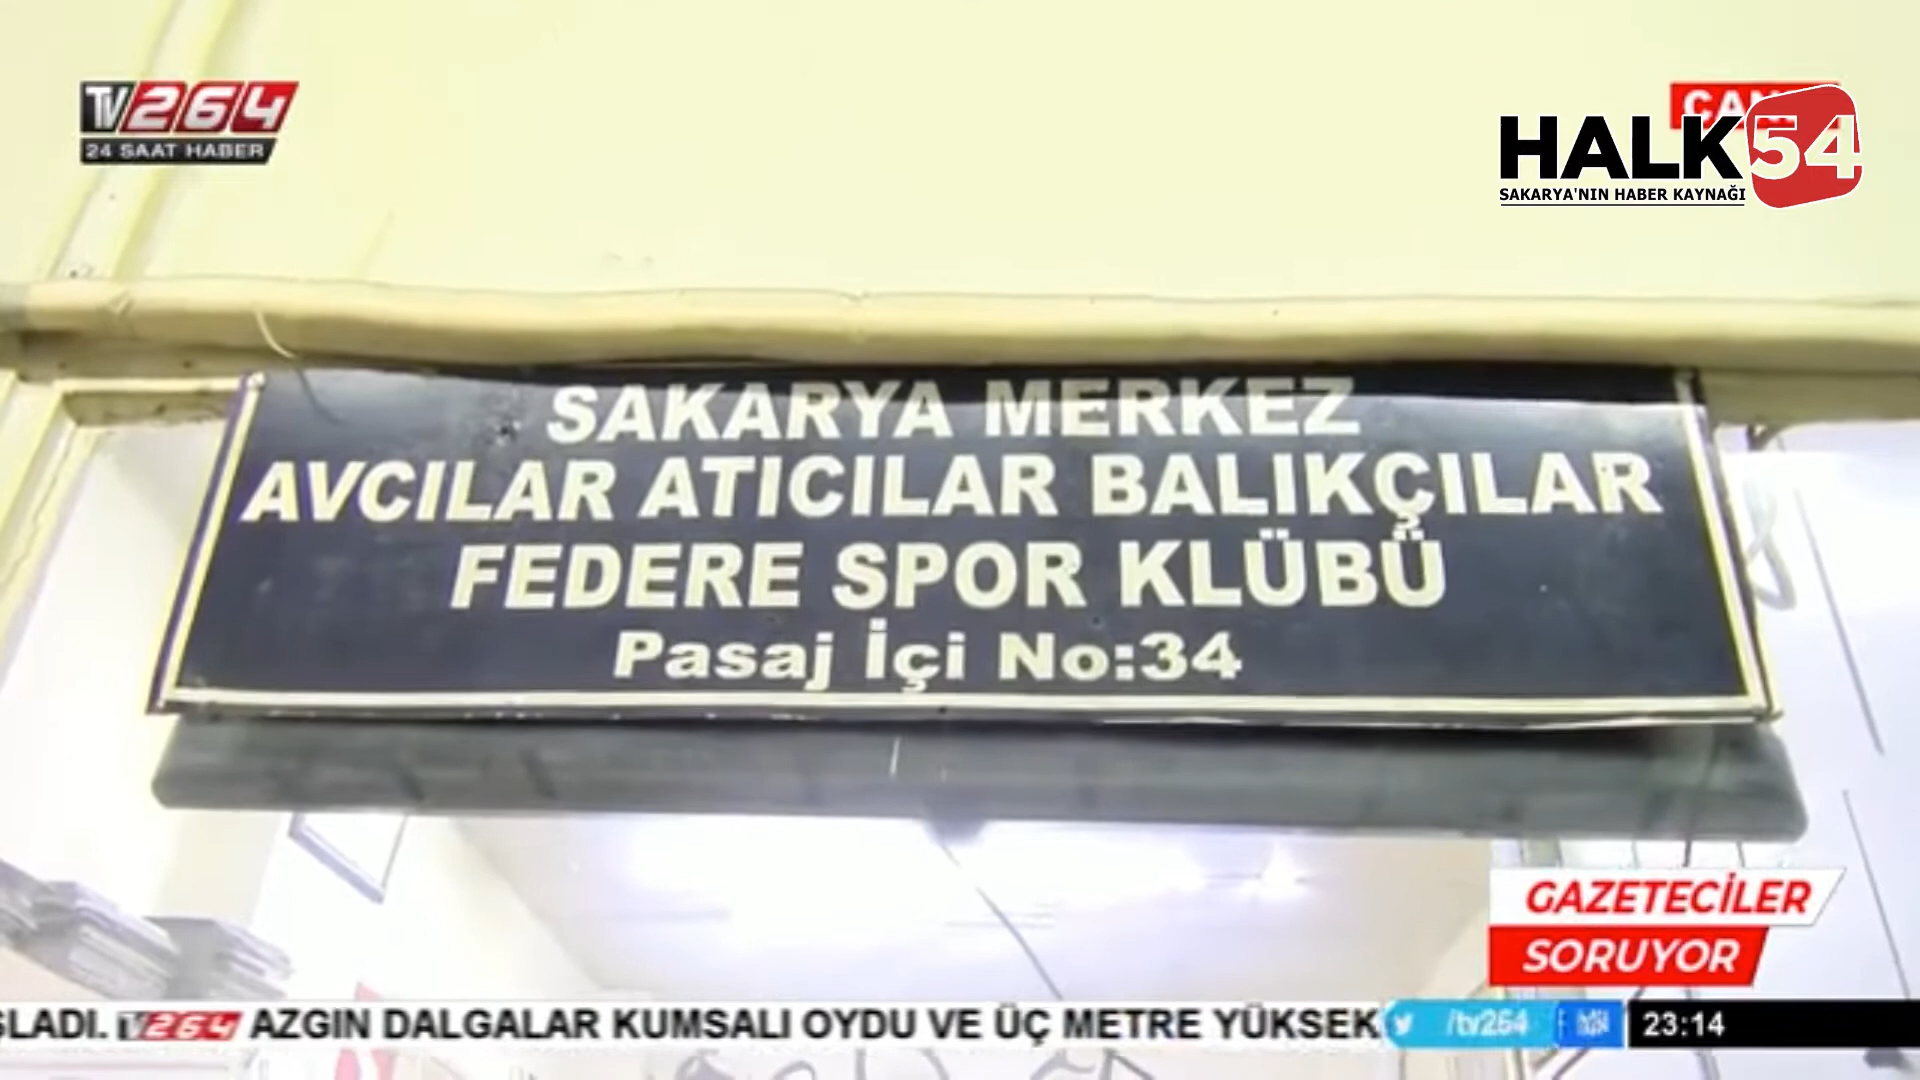 TV264
24 SAAT HABER
HALK54
SAKARYA'NIN HABER KAYNAĞI
SAKARYA MERKEZ
AVCILAR ATICILAR BALIKÇILAR
FEDERE SPOR KLÜBÜ
Pasaj İçi No:34
GAZETECİLER
SORUYOR
ŞLADI. TV264 AZGIN DALGALAR KUMSALI OYDU VE ÜÇ METRE YÜKSEK /tv264 23:14